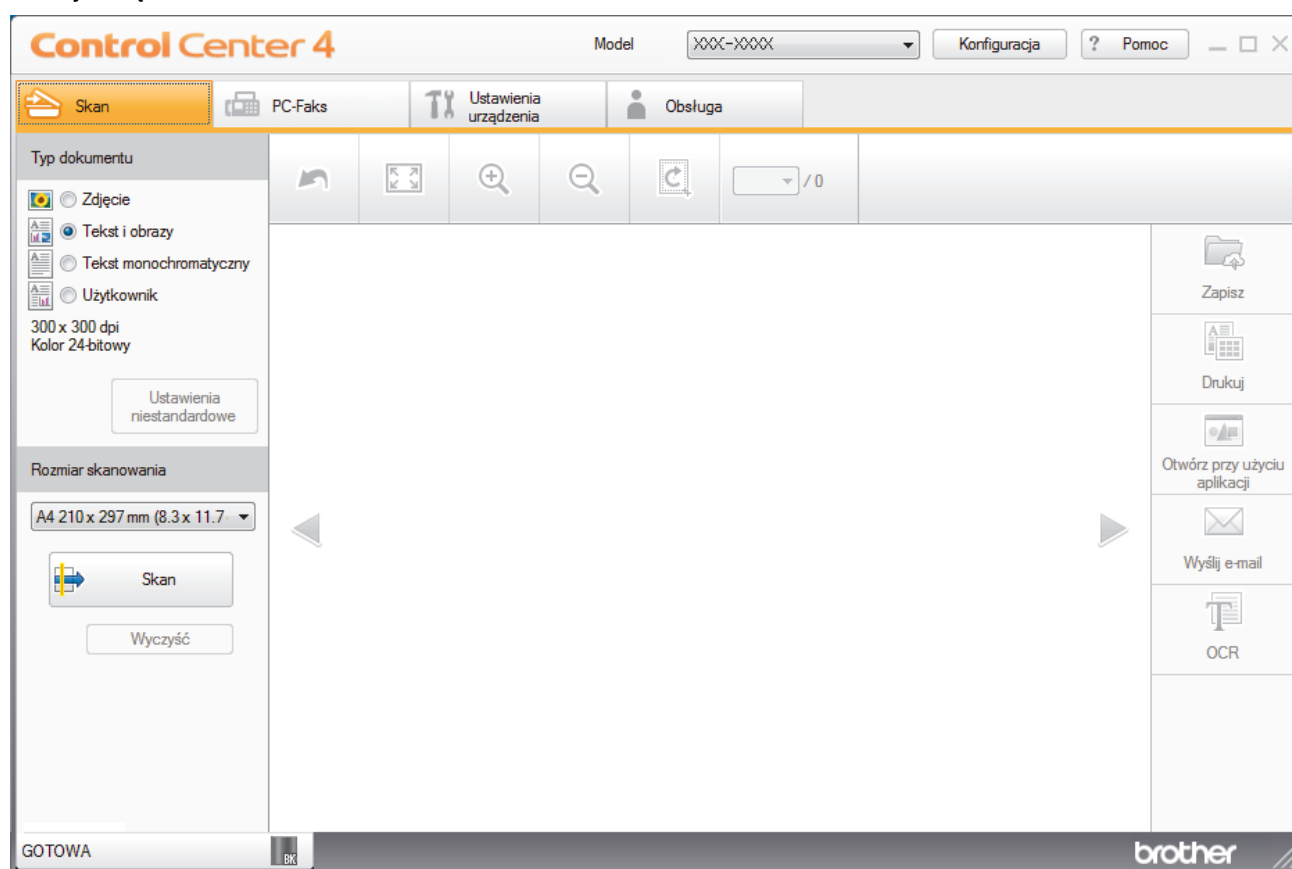 Control Center 4
Model
XXX-XXXX
Konfiguracja
? Pomoc
Skan
PC-Faks
Ustawienia
urządzenia
Obsługa
Typ dokumentu
Zdjęcie
Tekst i obrazy
Tekst monochromatyczny
Użytkownik
300 x 300 dpi
Kolor 24-bitowy
Ustawienia
niestandardowe
Rozmiar skanowania
A4 210 x 297 mm (8.3 x 11.7
Skan
Wyczyść
/ 0
Zapisz
Drukuj
Otwórz przy użyciu
aplikacji
Wyślij e-mail
OCR
GOTOWA
BK
brother